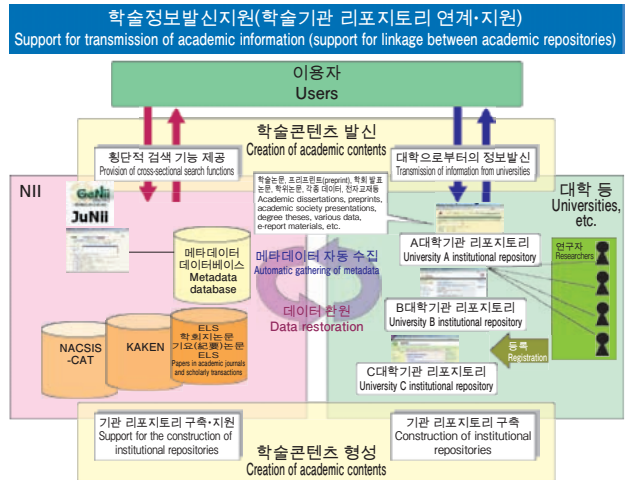 학술정보발신지원(학술기관 리포지토리 연계·지원)
Support for transmission of academic information (support for linkage between academic repositories)
이용자
Users
학술콘텐츠 발신
Creation of academic contents
횡단적 검색 기능 제공
Provision of cross-sectional search functions
대학으로부터의 정보발신
Transmission of information from universities
NII
GeNii
JuNii
학술논문, 프리프린트(preprint), 학회 발표
논문, 학위논문, 각종 데이터, 전자교재등
Academic dissertations, preprints,
academic society presentations,
degree theses, various data,
e-report materials, etc.
대학 등
Universities,
etc.
메타데이터
데이터베이스
Metadata
database
메타데이터 자동 수집
Automatic gathering of metadata
데이터 환원
Data restoration
A대학기관 리포지토리
University A institutional repository
연구자
Researchers
B대학기관 리포지토리
University B institutional repository
등록
Registration
C대학기관 리포지토리
University C institutional repository
NACSIS
-CAT
KAKEN
ELS
학회지논문
기요(紀要)논문
ELS
Papers in academic journals
and scholarly transactions
기관 리포지토리 구축·지원
Support for the construction of
institutional repositories
기관 리포지토리 구축
Construction of institutional
repositories
학술콘텐츠 형성
Creation of academic contents